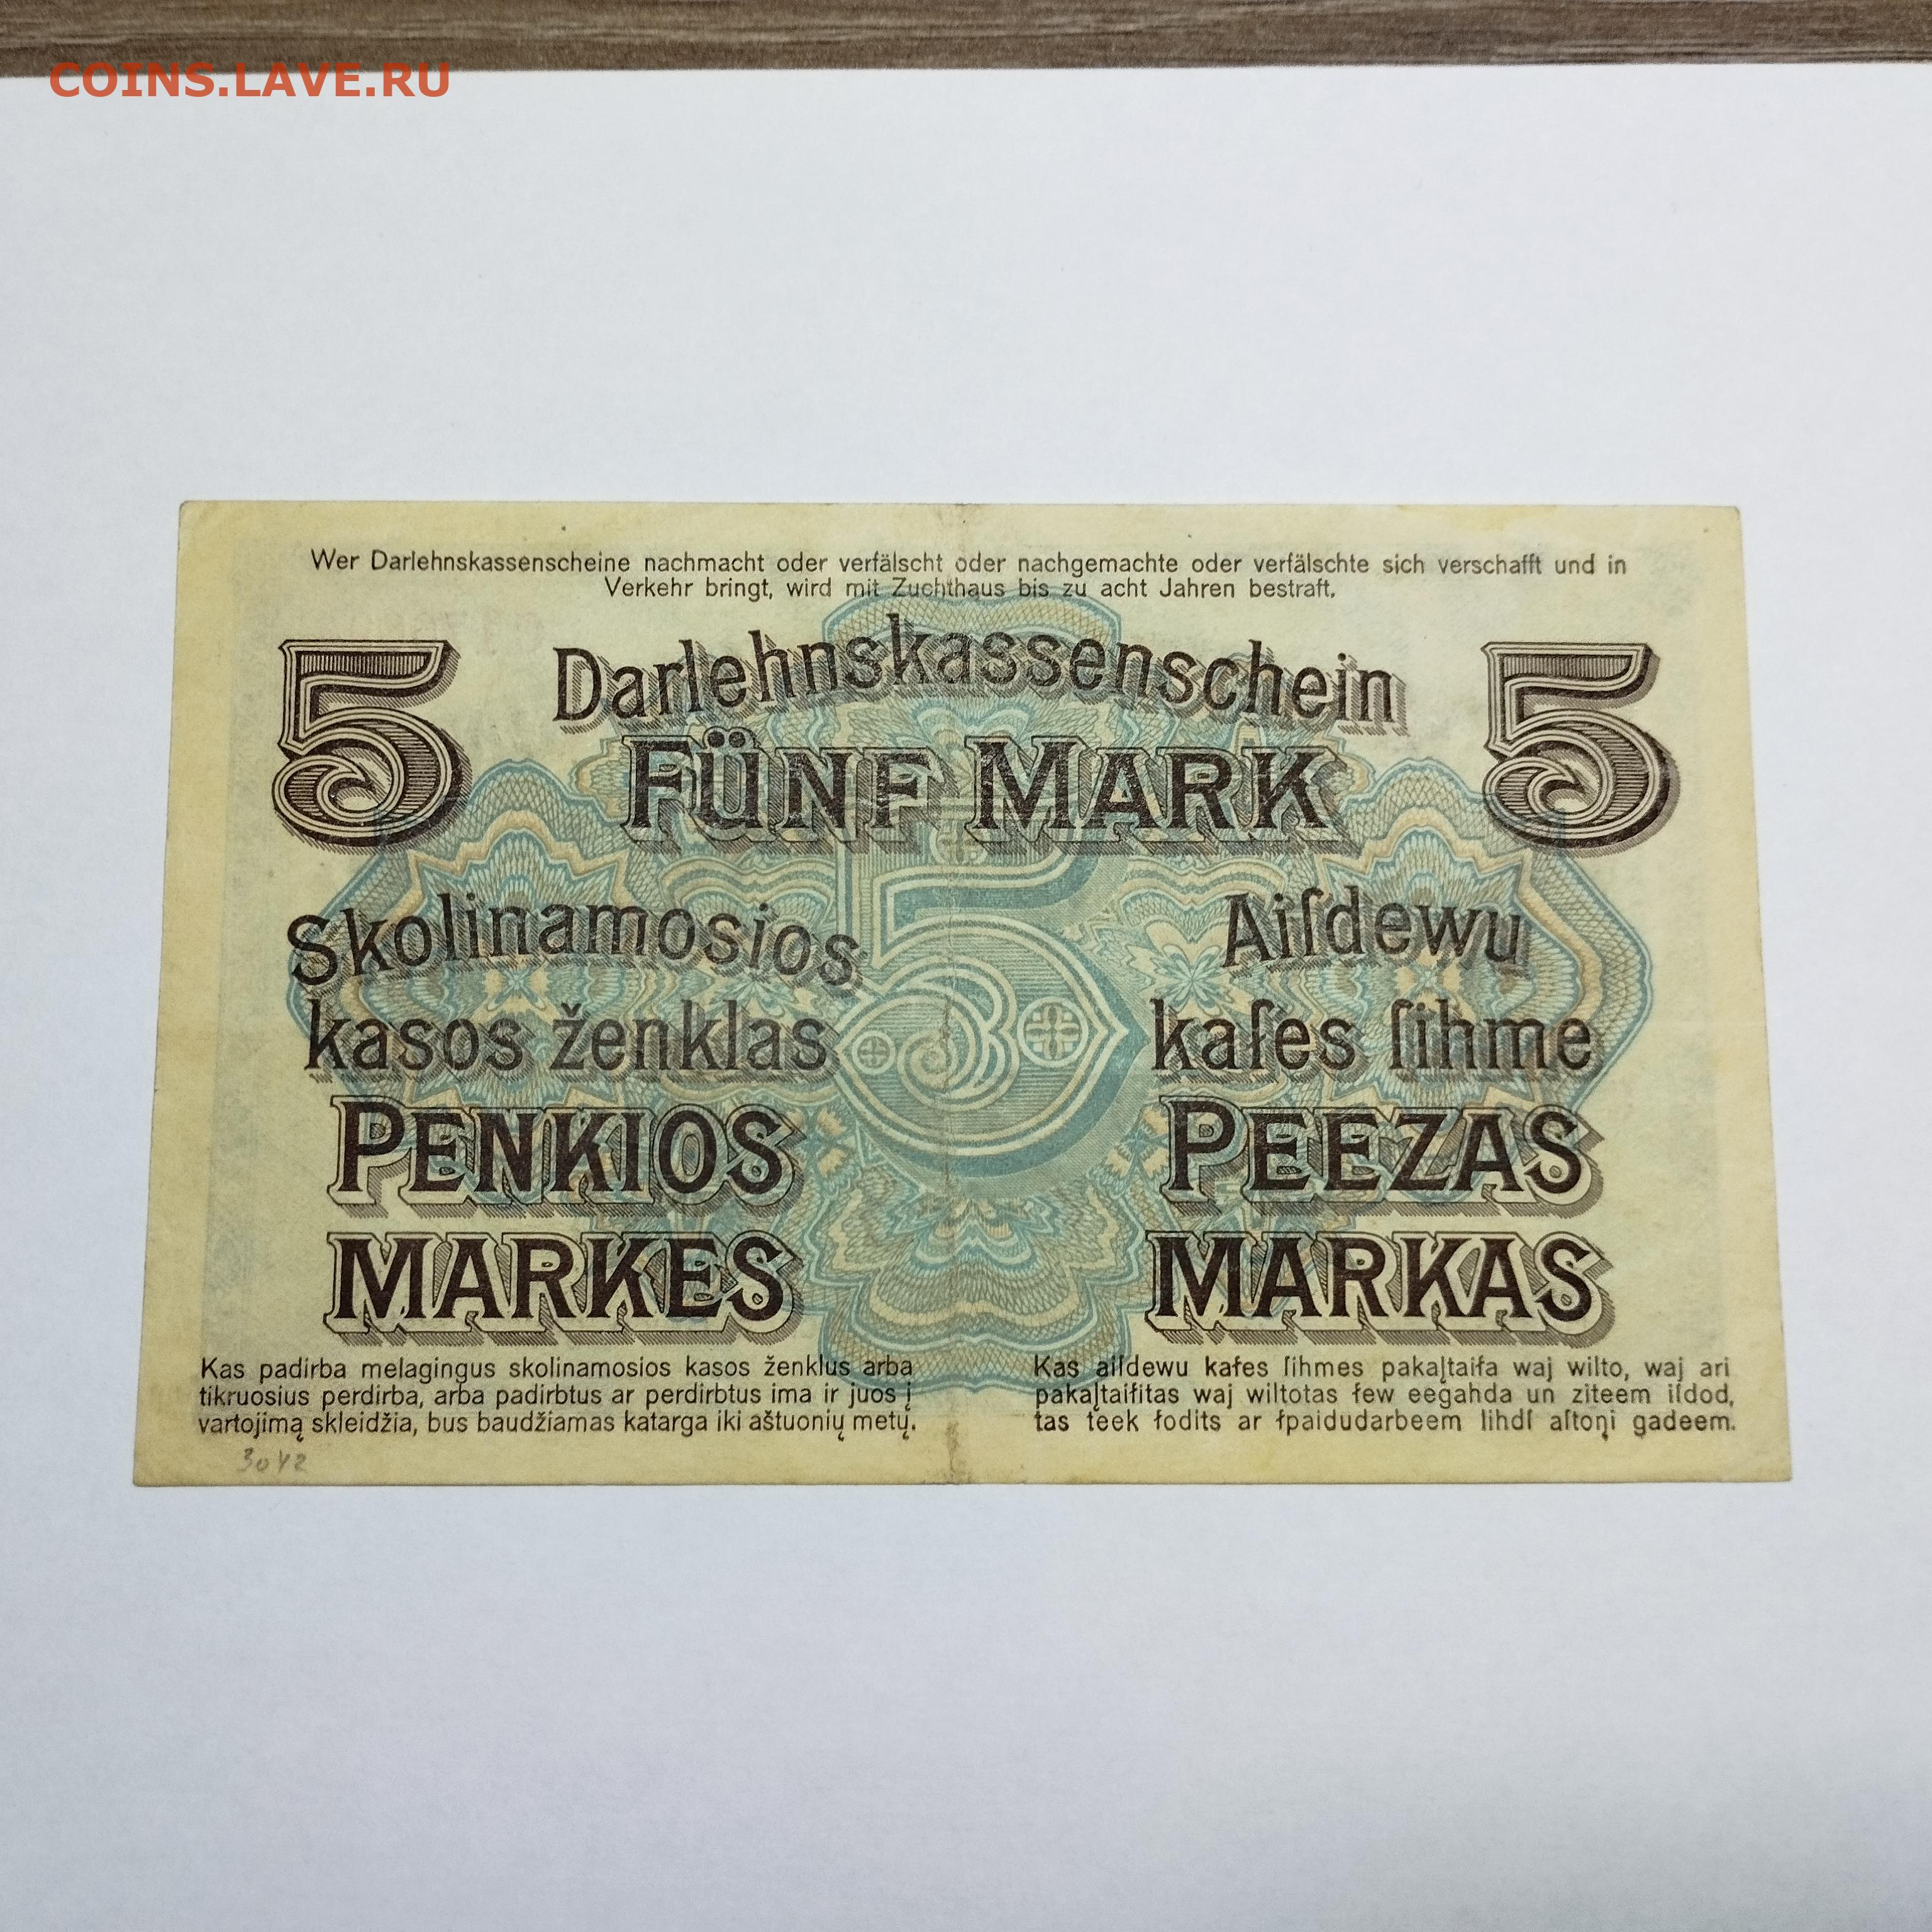 COINS.LAVE.RU
Wer Darlehnskassenscheine nachmacht oder verfälscht oder nachgemachte oder verfälschte sich verschafft und in
Verkehr bringt, wird mit Zuchthaus bis zu acht Jahren bestraft.
5 Darlehnskassenschein 5
FÜNF MARK
5
Skolinamosios
kasos ženklas
PENKIOS
MARKES
Aiſdewu
kaſes ſihme
PEEZAS
MARKAS
Kas padirba melagingus skolinamosios kasos ženklus arba
tikruosius perdirba, arba padirbtus ar perdirbtus ima ir juos į
vartojimą skleidžia, bus baudžiamas katarga iki aštuonių metų.
Kas aiſdewu kaſes ſihmes pakaļtaiſa waj wilto, waj ari
pakaļtaiſitas waj wiltotas ſew eegahda un ziteem iſdod,
tas teek ſodits ar ſpaidudarbeem lihdſ aſtoņi gadeem.
3042